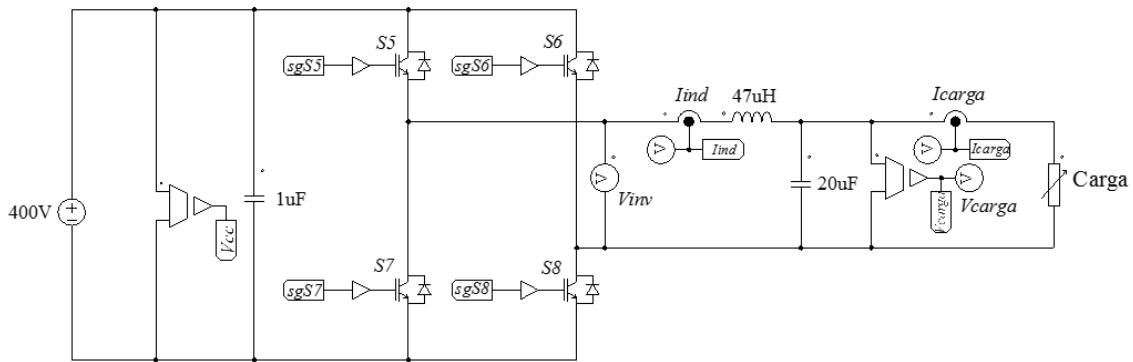 S5
S6
sgS5
sgS6
Iind
47uH
Icarga
V
Iind
V
Icarga
400V
Vcc
1uF
V
Vinv
20uF
V
Vcarga
Vcarga
Carga
S7
S8
sgS7
sgS8